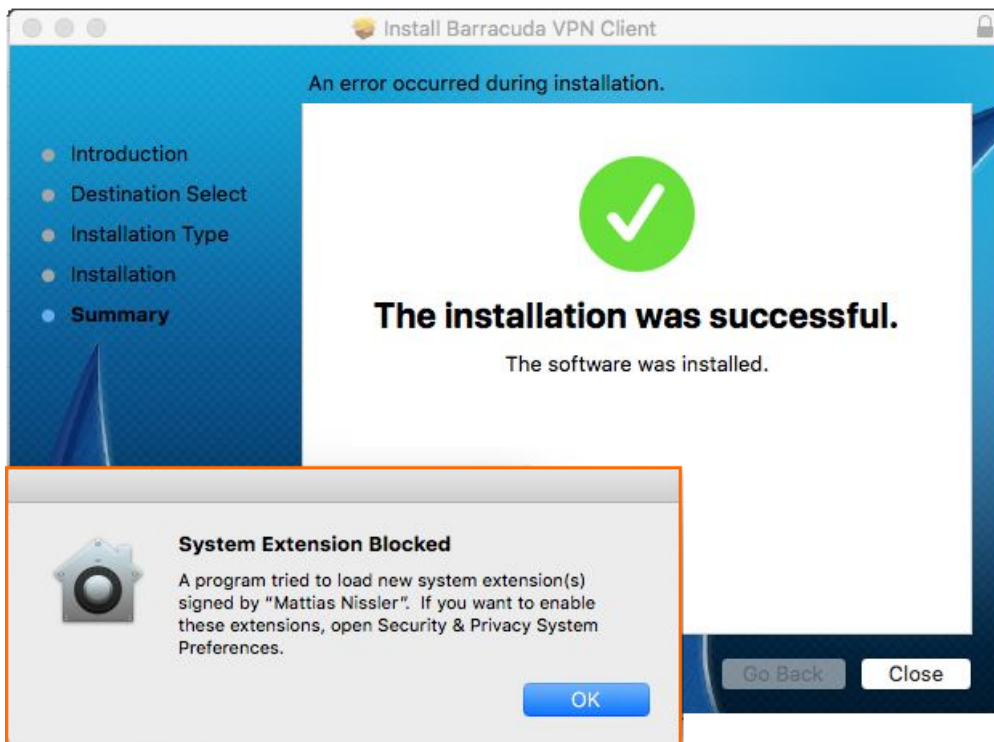 Install Barracuda VPN Client
An error occurred during installation.
Introduction
Destination Select
Installation Type
Installation
Summary
The installation was successful.
The software was installed.
System Extension Blocked
A program tried to load new system extension(s)
signed by “Mattias Nissler”. If you want to enable
these extensions, open Security & Privacy System
Preferences.
OK
Go Back
Close